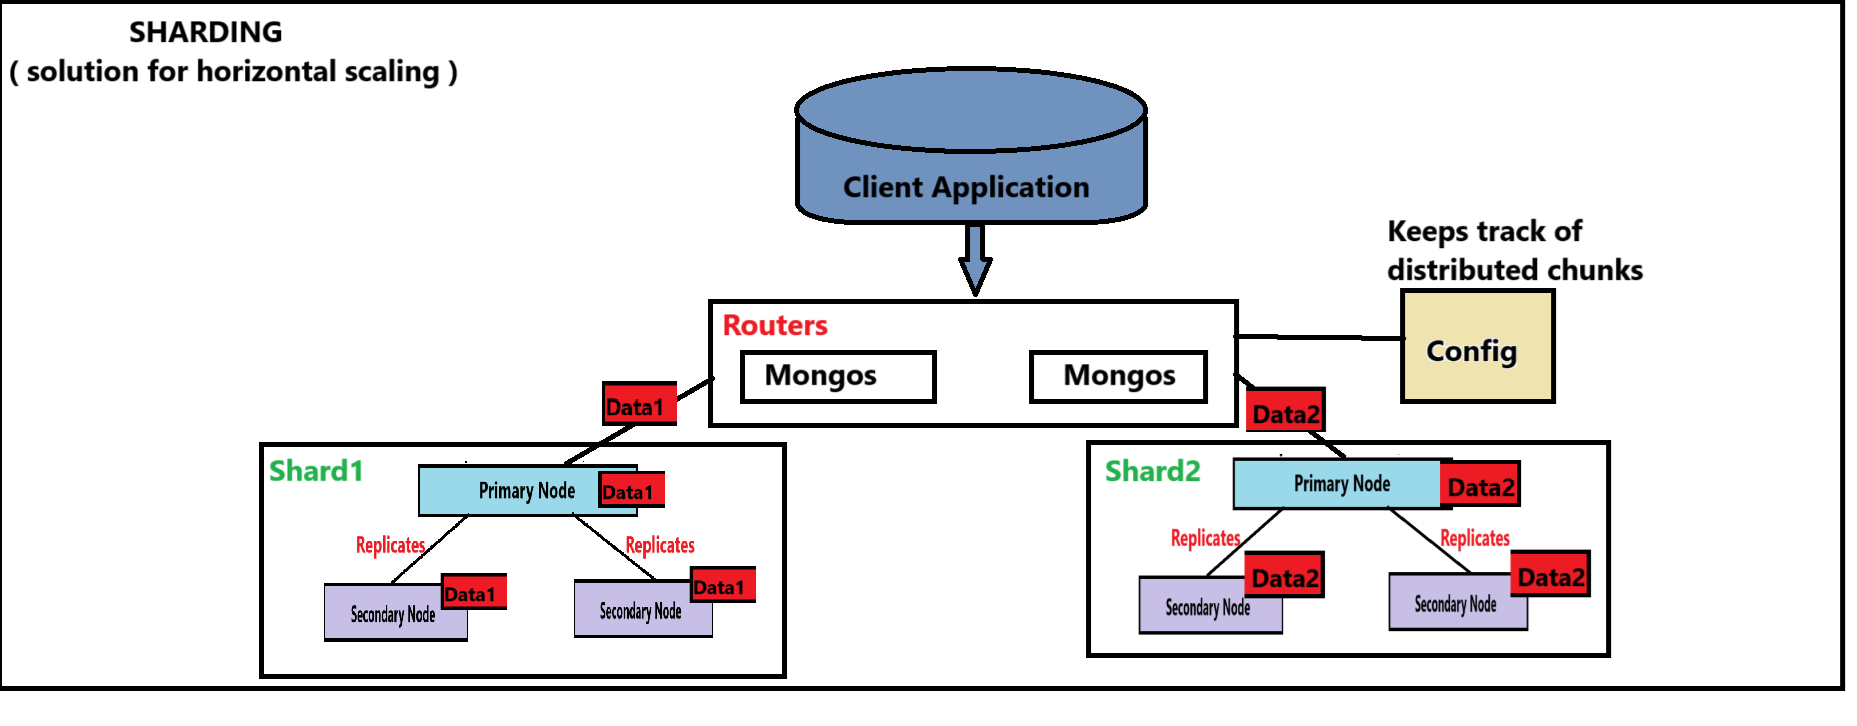 SHARDING
( solution for horizontal scaling )
Client Application
Keeps track of
distributed chunks
Config
Routers
Mongos
Mongos
Data1
Data2
Shard1
Primary Node
Data1
Replicates
Replicates
Secondary Node
Data1
Secondary Node
Data1
Shard2
Primary Node
Data2
Replicates
Replicates
Secondary Node
Data2
Secondary Node
Data2